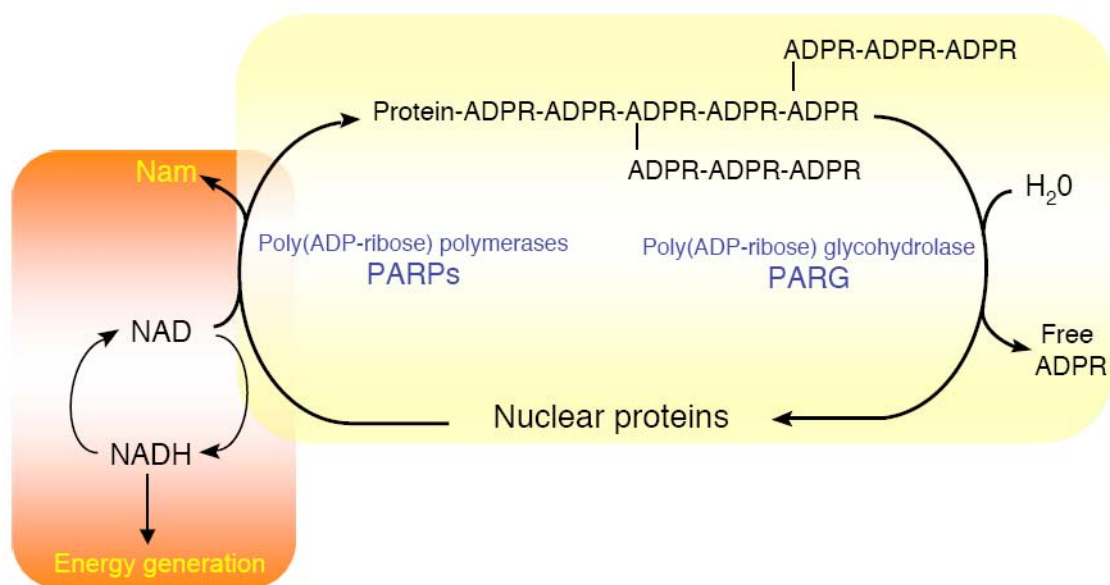 ADPR-ADPR-ADPR
Protein-ADPR-ADPR-ADPR-ADPR-ADPR
ADPR-ADPR-ADPR
Nam
H₂0
Poly(ADP-ribose) polymerases
PARPs
Poly(ADP-ribose) glycohydrolase
PARG
NAD
Free
ADPR
Nuclear proteins
NADH
Energy generation